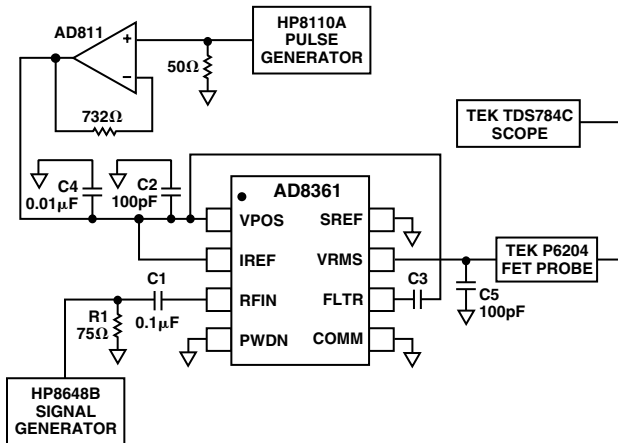 AD811
HP8110A
PULSE
GENERATOR
+
−
50Ω
732Ω
TEK TDS784C
SCOPE
C4
0.01μF
C2
100pF
AD8361
VPOS
SREF
IREF
VRMS
TEK P6204
FET PROBE
C1
0.1μF
RFIN
FLTR
C3
C5
100pF
R1
75Ω
PWDN
COMM
HP8648B
SIGNAL
GENERATOR